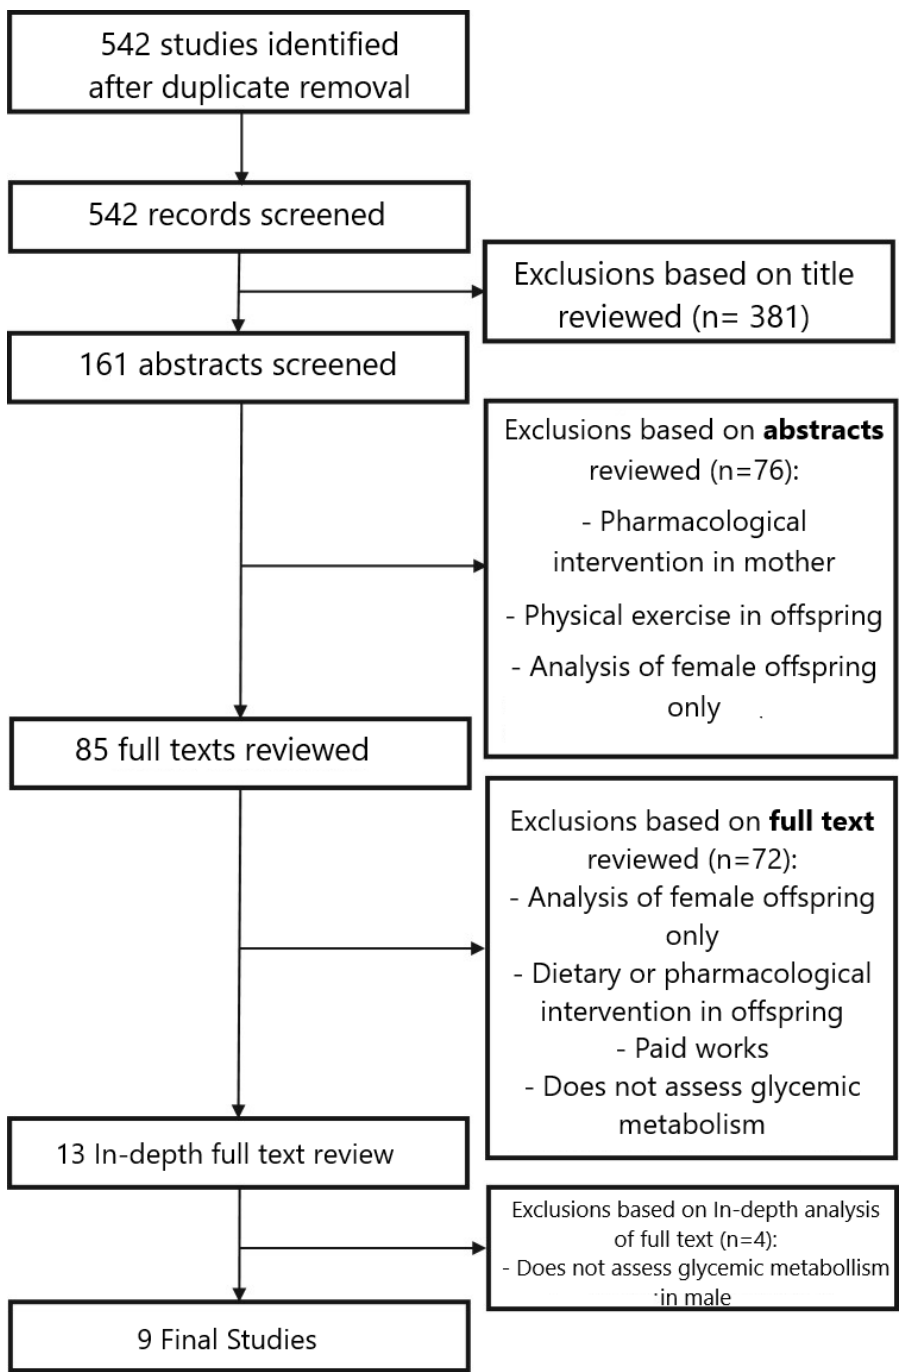 542 studies identified
after duplicate removal
542 records screened
Exclusions based on title
reviewed (n= 381)
161 abstracts screened
Exclusions based on abstracts
reviewed (n=76):
- Pharmacological
intervention in mother
- Physical exercise in offspring
- Analysis of female offspring
only .
85 full texts reviewed
Exclusions based on full text
reviewed (n=72):
- Analysis of female offspring
only
- Dietary or pharmacological
intervention in offspring
- Paid works
- Does not assess glycemic
metabolism
13 In-depth full text review
Exclusions based on In-depth analysis
of full text (n=4):
- Does not assess glycemic metabollism
in male
9 Final Studies